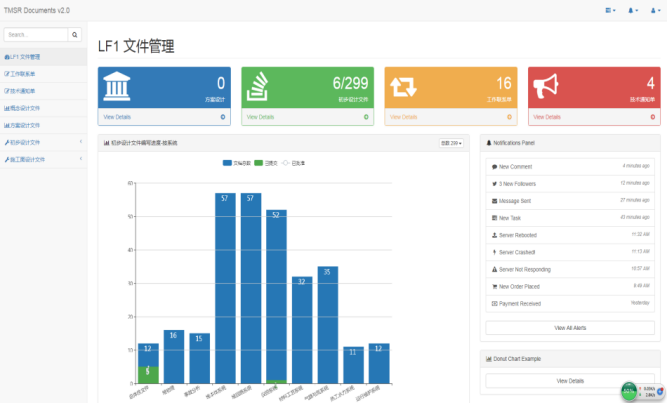 TMSR Documents v2.0
Search...
LF1 文件管理
工作联系单
技术通知单
概念设计文件
方案设计文件
初步设计文件
施工图设计文件
LF1 文件管理
0
方案设计
View Details
6/299
初步设计文件
View Details
16
工作联系单
View Details
4
技术通知单
View Details
初步设计文件编写进度-按系统
总数 299
文档总数 已提交 已批准
60
50
40
30
20
10
0
12
16
15
57
57
52
32
35
11
12
Notifications Panel
New Comment 4 minutes ago
3 New Followers 12 minutes ago
Message Sent 27 minutes ago
New Task 43 minutes ago
Server Rebooted 11:32 AM
Server Crashed! 11:13 AM
Server Not Responding 10:57 AM
New Order Placed 9:49 AM
Payment Received Yesterday
View All Alerts
Donut Chart Example
View Details